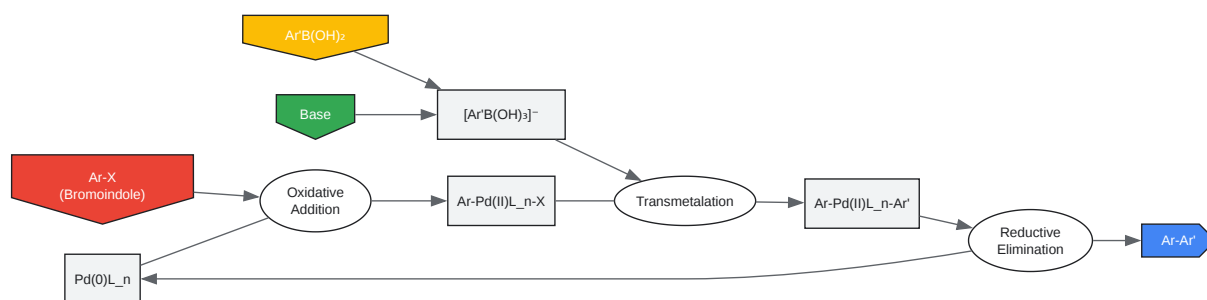 Ar'B(OH)₂
Base
[Ar'B(OH)₃]⁻
Ar-X
(Bromoindole)
Oxidative
Addition
Ar-Pd(II)L_n-X
Transmetalation
Ar-Pd(II)L_n-Ar'
Reductive
Elimination
Ar-Ar'
Pd(0)L_n